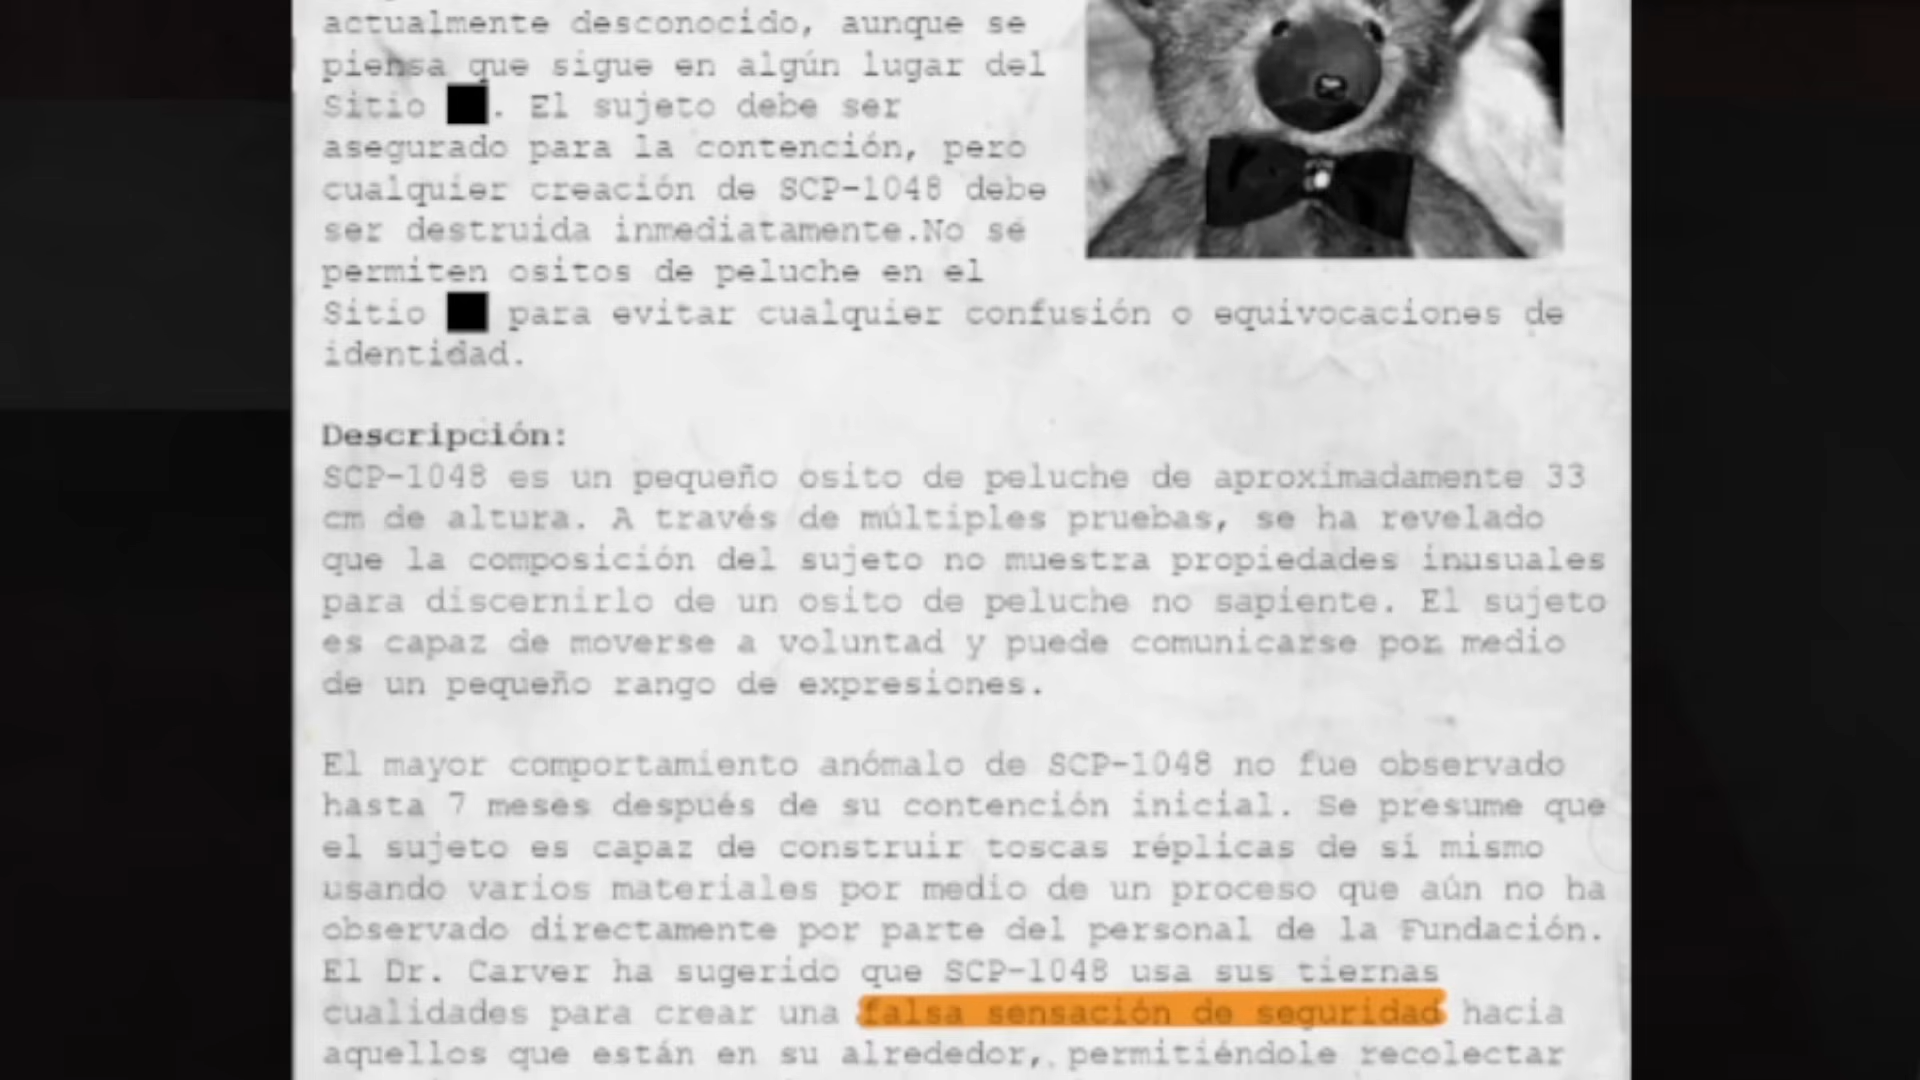 actualmente desconocido, aunque se
piensa que sigue en algún lugar del
Sitio ■. El sujeto debe ser
asegurado para la contención, pero
cualquier creación de SCP-1048 debe
ser destruida inmediatamente.No se
permiten ositos de peluche en el
Sitio ■ para evitar cualquier confusión o equivocaciones de
identidad.
Descripción:
SCP-1048 es un pequeño osito de peluche de aproximadamente 33
cm de altura. A través de múltiples pruebas, se ha revelado
que la composición del sujeto no muestra propiedades inusuales
para discernirlo de un osito de peluche no sapiente. El sujeto
es capaz de moverse a voluntad y puede comunicarse por medio
de un pequeño rango de expresiones.
El mayor comportamiento anómalo de SCP-1048 no fue observado
hasta 7 meses después de su contención inicial. Se presume que
el sujeto es capaz de construir toscas réplicas de sí mismo
usando varios materiales por medio de un proceso que aún no ha
observado directamente por parte del personal de la Fundación.
El Dr. Carver ha sugerido que SCP-1048 usa sus tiernas
cualidades para crear una falsa sensación de seguridad hacia
aquellos que están en su alrededor, permitiéndole recolectar